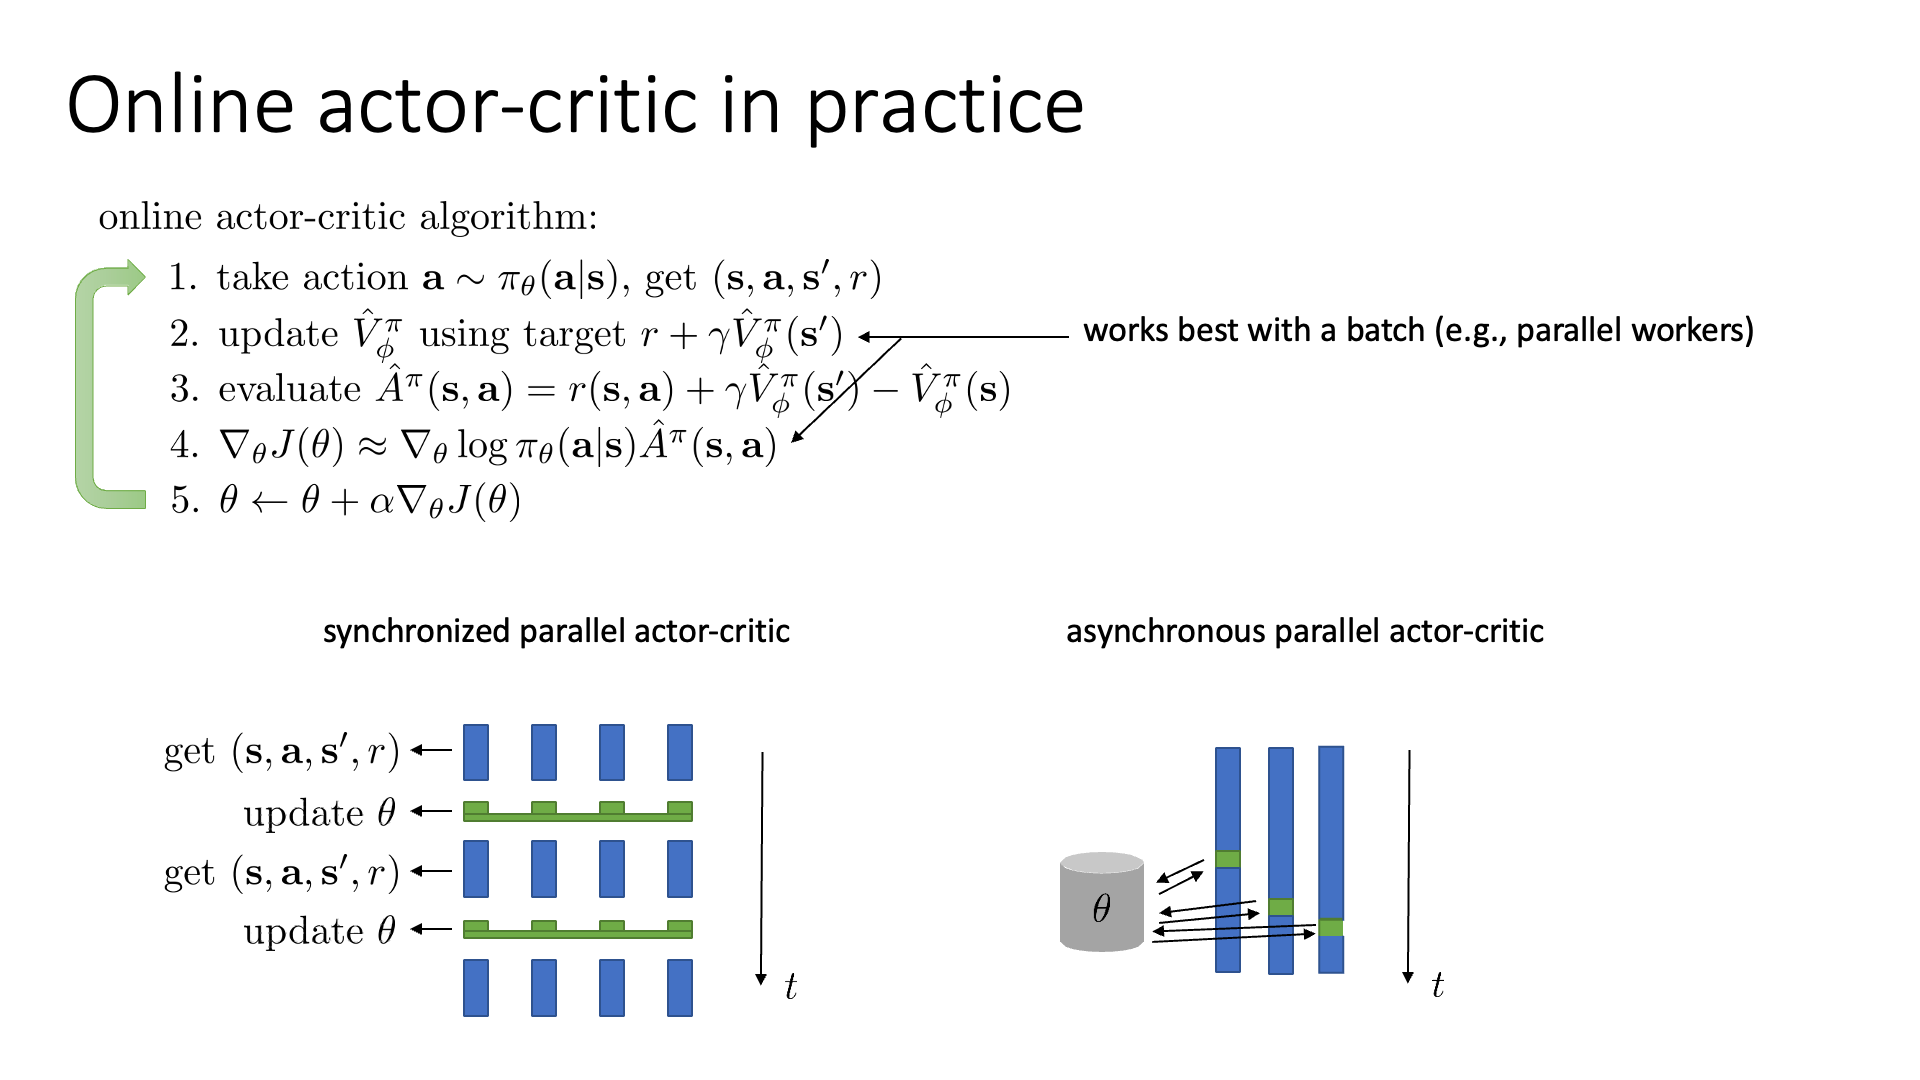 Online actor-critic in practice
online actor-critic algorithm:
1. take action $\mathbf{a} \sim \pi_\theta(\mathbf{a}|\mathbf{s})$, get $(\mathbf{s}, \mathbf{a}, \mathbf{s}', r)$
2. update $\hat{V}^\pi_\phi$ using target $r + \gamma \hat{V}^\pi_\phi(\mathbf{s}')$
works best with a batch (e.g., parallel workers)
3. evaluate $\hat{A}^\pi(\mathbf{s}, \mathbf{a}) = r(\mathbf{s}, \mathbf{a}) + \gamma \hat{V}^\pi_\phi(\mathbf{s}') - \hat{V}^\pi_\phi(\mathbf{s})$
4. $\nabla_\theta J(\theta) \approx \nabla_\theta \log \pi_\theta(\mathbf{a}|\mathbf{s}) \hat{A}^\pi(\mathbf{s}, \mathbf{a})$
5. $\theta \leftarrow \theta + \alpha \nabla_\theta J(\theta)$
synchronized parallel actor-critic
get $(\mathbf{s}, \mathbf{a}, \mathbf{s}', r)$
update $\theta$
get $(\mathbf{s}, \mathbf{a}, \mathbf{s}', r)$
update $\theta$
$t$
asynchronous parallel actor-critic
$\theta$
$t$